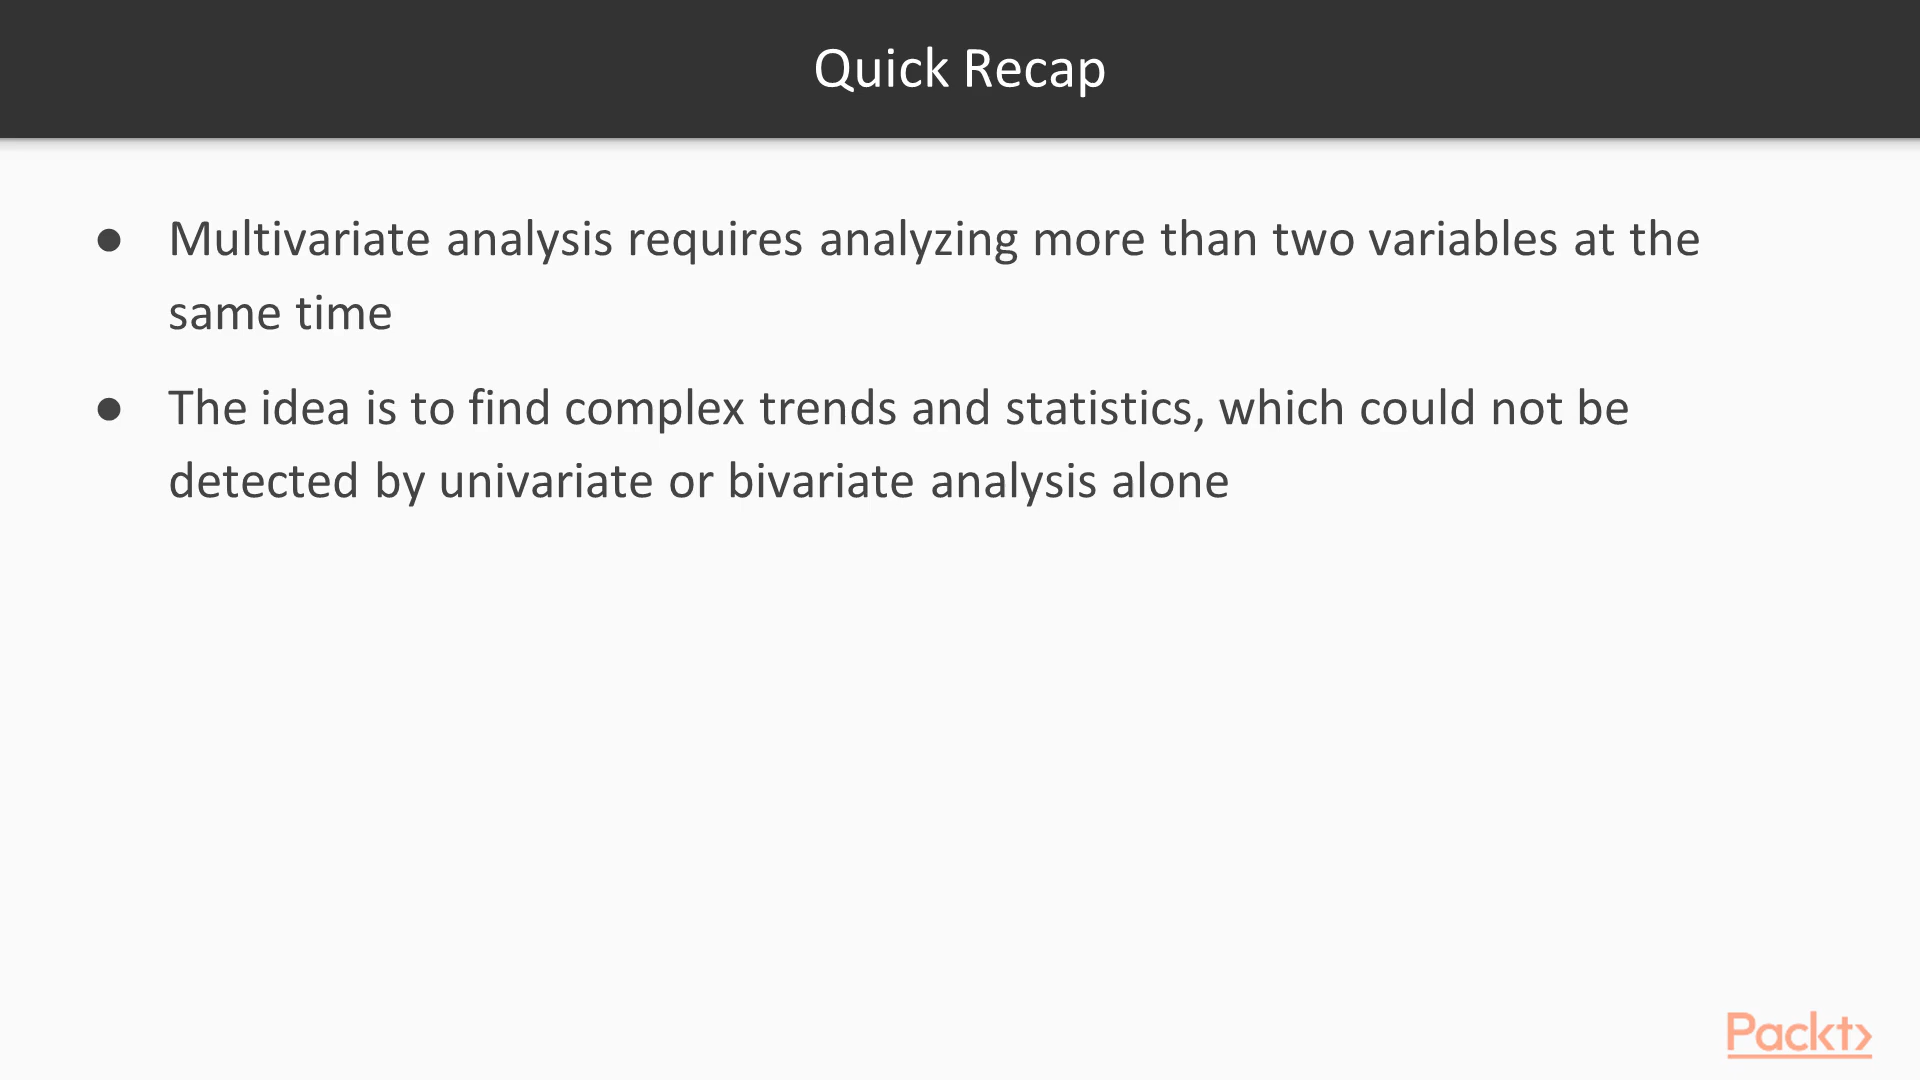 Quick Recap
● Multivariate analysis requires analyzing more than two variables at the
same time
● The idea is to find complex trends and statistics, which could not be
detected by univariate or bivariate analysis alone
Packt>